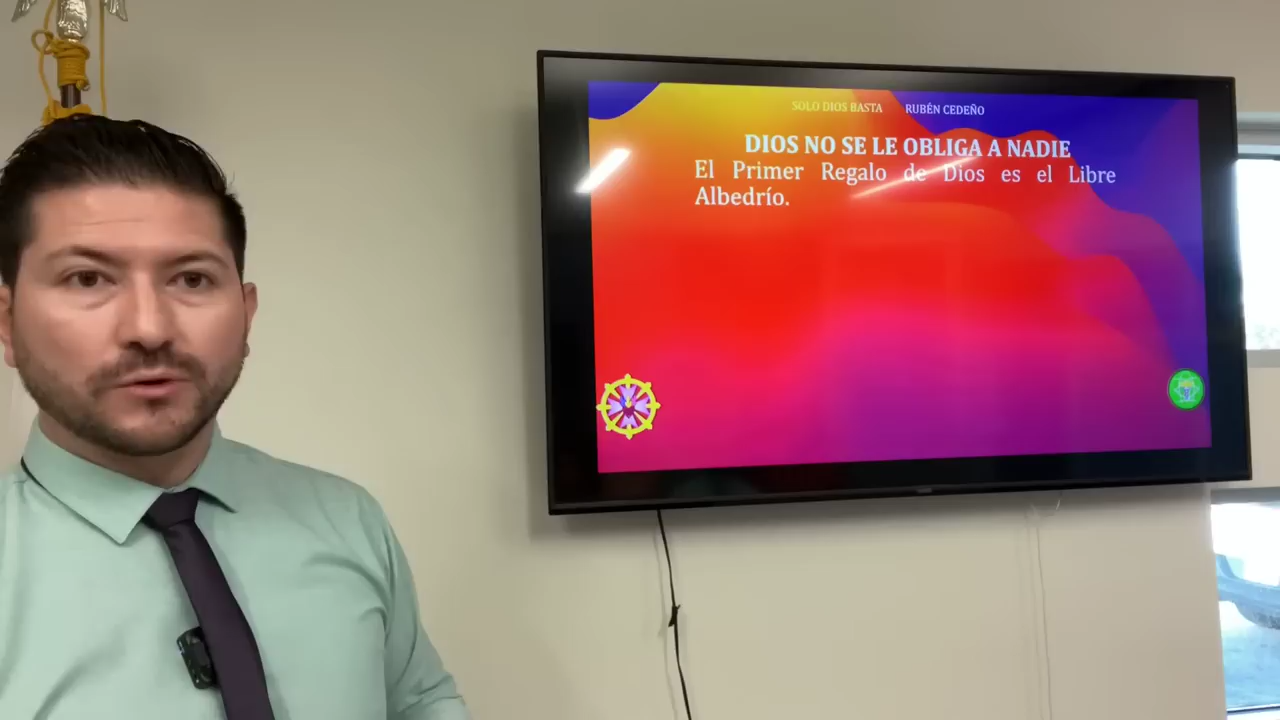 SOLO DIOS BASTA RUBÉN CEDEÑO
DIOS NO SE LE OBLIGA A NADIE
El Primer Regalo de Dios es el Libre
Albedrío.